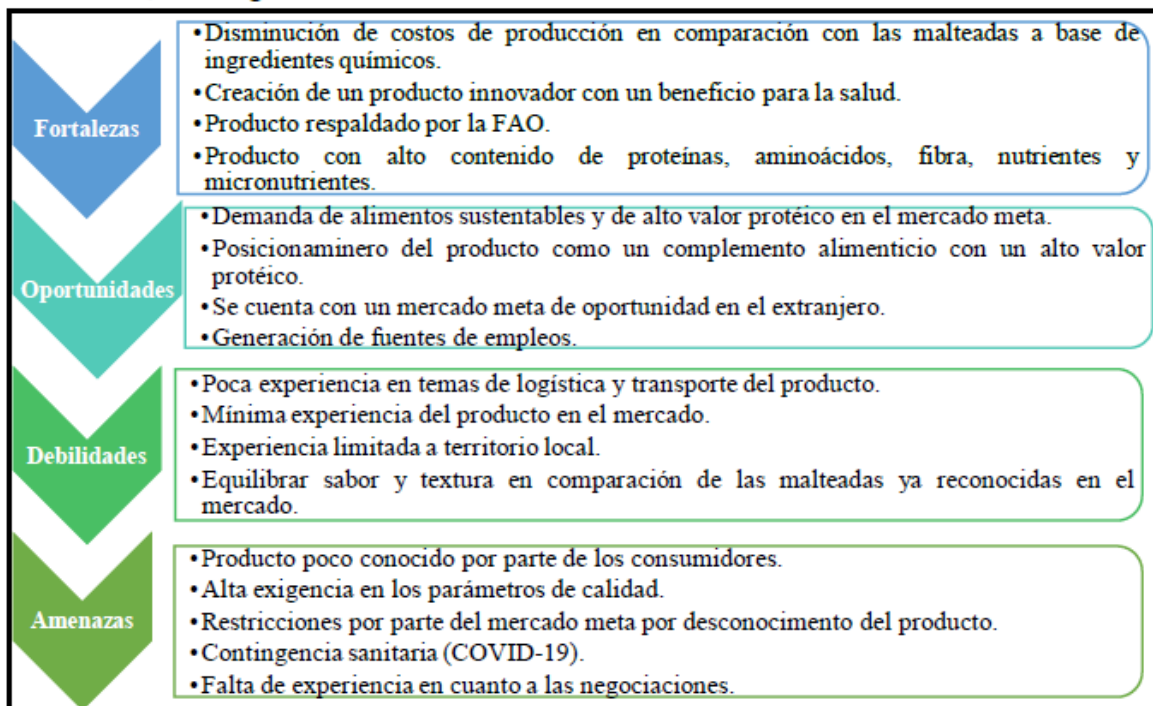 •Disminución de costos de producción en comparación con las malteadas a base de
ingredientes químicos.
•Creación de un producto innovador con un beneficio para la salud.
Fortalezas
•Producto respaldado por la FAO.
•Producto con alto contenido de proteínas, aminoácidos, fibra, nutrientes y
micronutrientes.
•Demanda de alimentos sustentables y de alto valor protéico en el mercado meta.
•Posicionaminero del producto como un complemento alimenticio con un alto valor
protéico.
Oportunidades
•Se cuenta con un mercado meta de oportunidad en el extranjero.
•Generación de fuentes de empleos.
•Poca experiencia en temas de logística y transporte del producto.
•Mínima experiencia del producto en el mercado.
Debilidades
•Experiencia limitada a territorio local.
•Equilibrar sabor y textura en comparación de las malteadas ya reconocidas en el
mercado.
•Producto poco conocido por parte de los consumidores.
•Alta exigencia en los parámetros de calidad.
Amenazas
•Restricciones por parte del mercado meta por desconocimento del producto.
•Contingencia sanitaria (COVID-19).
•Falta de experiencia en cuanto a las negociaciones.